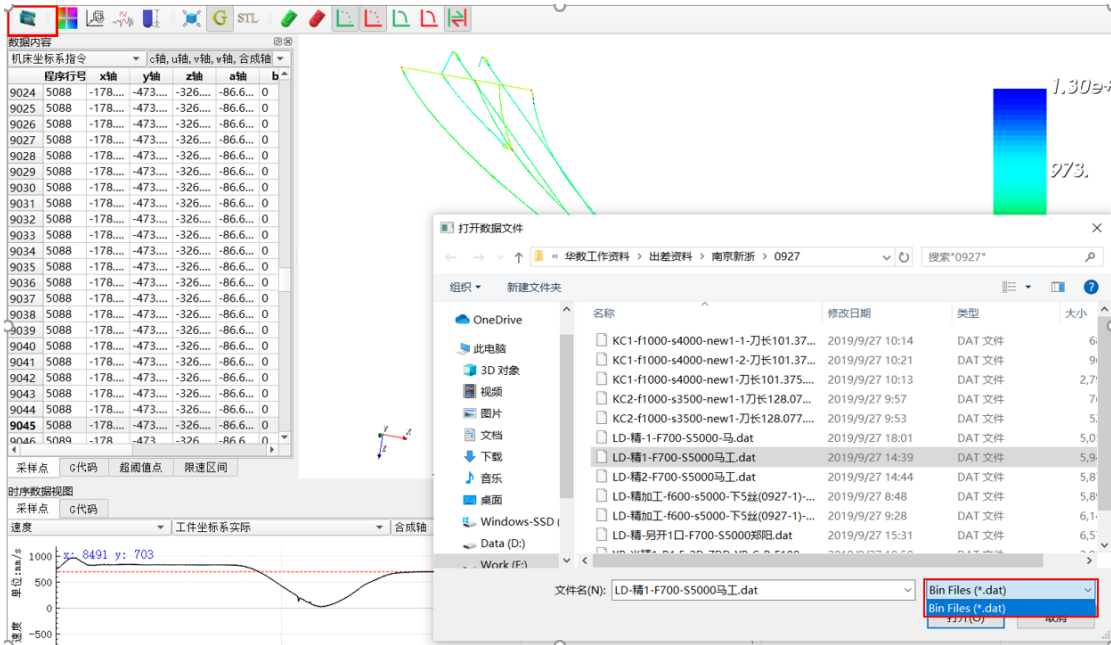 G STL
数据内容
机床坐标系指令 c轴, u轴, v轴, w轴, 合成轴
程序行号 x轴 y轴 z轴 a轴 b
9024 5088 -178.... -473.... -326.... -86.6... 0
9025 5088 -178.... -473.... -326.... -86.6... 0
9026 5088 -178.... -473.... -326.... -86.6... 0
9027 5088 -178.... -473.... -326.... -86.6... 0
9028 5088 -178.... -473.... -326.... -86.6... 0
9029 5088 -178.... -473.... -326.... -86.6... 0
9030 5088 -178.... -473.... -326.... -86.6... 0
9031 5088 -178.... -473.... -326.... -86.6... 0
9032 5088 -178.... -473.... -326.... -86.6... 0
9033 5088 -178.... -473.... -326.... -86.6... 0
9034 5088 -178.... -473.... -326.... -86.6... 0
9035 5088 -178.... -473.... -326.... -86.6... 0
9036 5088 -178.... -473.... -326.... -86.6... 0
9037 5088 -178.... -473.... -326.... -86.6... 0
9038 5088 -178.... -473.... -326.... -86.6... 0
9039 5088 -178.... -473.... -326.... -86.6... 0
9040 5088 -178.... -473.... -326.... -86.6... 0
9041 5088 -178.... -473.... -326.... -86.6... 0
9042 5088 -178.... -473.... -326.... -86.6... 0
9043 5088 -178.... -473.... -326.... -86.6... 0
9044 5088 -178.... -473.... -326.... -86.6... 0
9045 5088 -178.... -473.... -326.... -86.6... 0
9046 5089 -178 -473 -326 -86.6 0
采样点 G代码 超阈值点 限速区间
时序数据视图
采样点 G代码
速度 工件坐标系实际 合成轴
x: 8491 y: 703
单位:mm/s
速度
1000
500
0
-500
Y X
Z
1.30e+
973.
打开数据文件
« 华数工作资料 › 出差资料 › 南京新浙 › 0927 搜索"0927"
组织 新建文件夹
OneDrive
此电脑
3D 对象
视频
图片
文档
下载
音乐
桌面
Windows-SSD (
Data (D:)
Work (E:)
名称 修改日期 类型 大小
KC1-f1000-s4000-new1-1-刀长101.37... 2019/9/27 10:14 DAT 文件
KC1-f1000-s4000-new1-2-刀长101.37... 2019/9/27 10:21 DAT 文件
KC1-f1000-s4000-new1-刀长101.375.... 2019/9/27 10:13 DAT 文件 2,7
KC2-f1000-s3500-new1-1刀长128.07... 2019/9/27 9:57 DAT 文件
KC2-f1000-s3500-new1-刀长128.077.... 2019/9/27 9:53 DAT 文件
LD-精-1-F700-S5000-马.dat 2019/9/27 18:01 DAT 文件 5,0
LD-精1-F700-S5000马工.dat 2019/9/27 14:39 DAT 文件 5,9
LD-精2-F700-S5000马工.dat 2019/9/27 14:44 DAT 文件 5,8
LD-精加工-f600-s5000-下5丝(0927-1)-... 2019/9/27 8:48 DAT 文件 5,8
LD-精加工-f600-s5000-下5丝(0927-1)-... 2019/9/27 9:28 DAT 文件 6,1
LD-精-另开1口-F700-S5000郑阳.dat 2019/9/27 15:31 DAT 文件 6,5
文件名(N): LD-精1-F700-S5000马工.dat Bin Files (*.dat)
Bin Files (*.dat)
打开(O) 取消